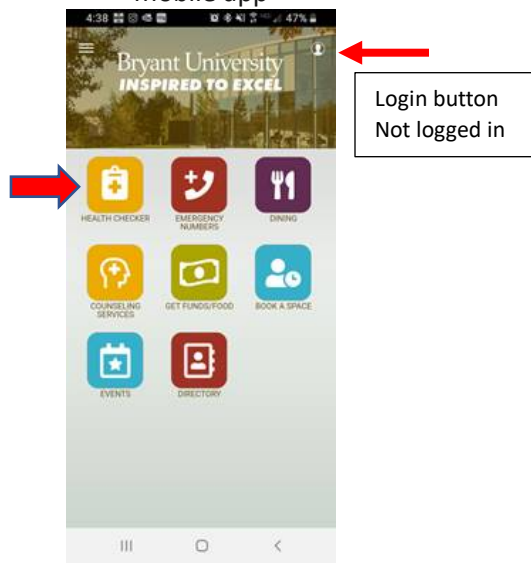 mobile app
4:38 47%
Bryant University
INSPIRED TO EXCEL
Login button
Not logged in
HEALTH CHECKER
EMERGENCY
NUMBERS
DINING
COUNSELING
SERVICES
GET FUNDS/FOOD
BOOK A SPACE
EVENTS
DIRECTORY